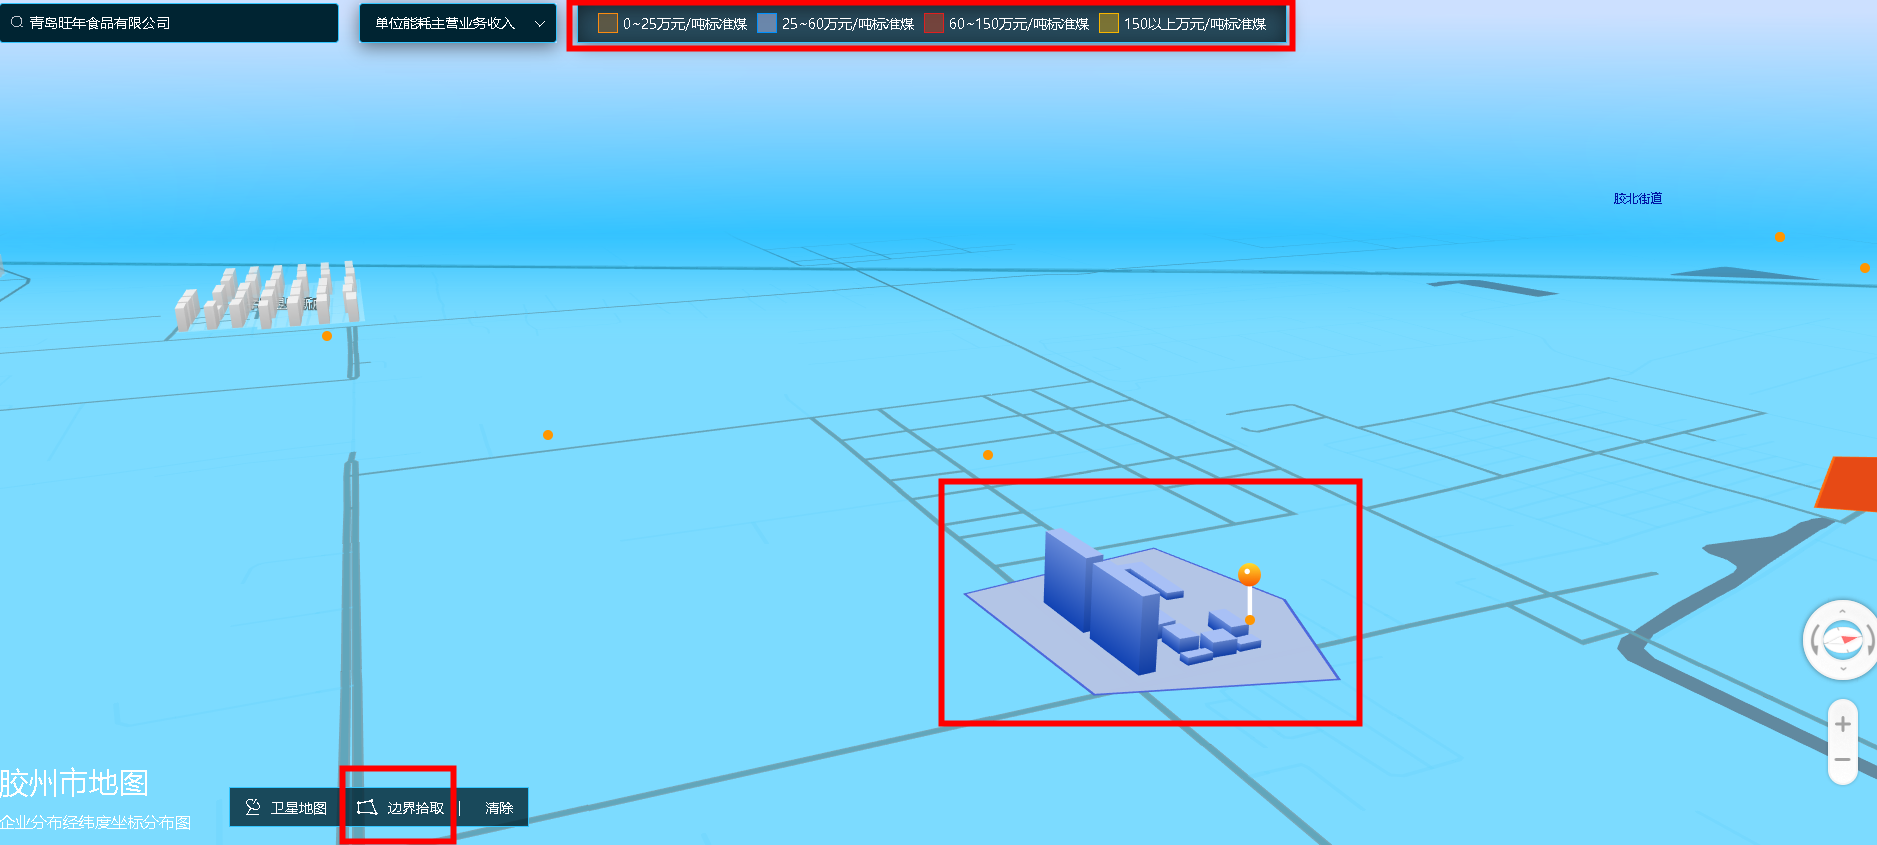 青岛旺年食品有限公司
单位能耗主营业务收入
0~25万元/吨标准煤 25~60万元/吨标准煤 60~150万元/吨标准煤 150以上万元/吨标准煤
胶北街道
胶州市地图
企业分布经纬度坐标分布图
卫星地图 边界拾取 | 清除